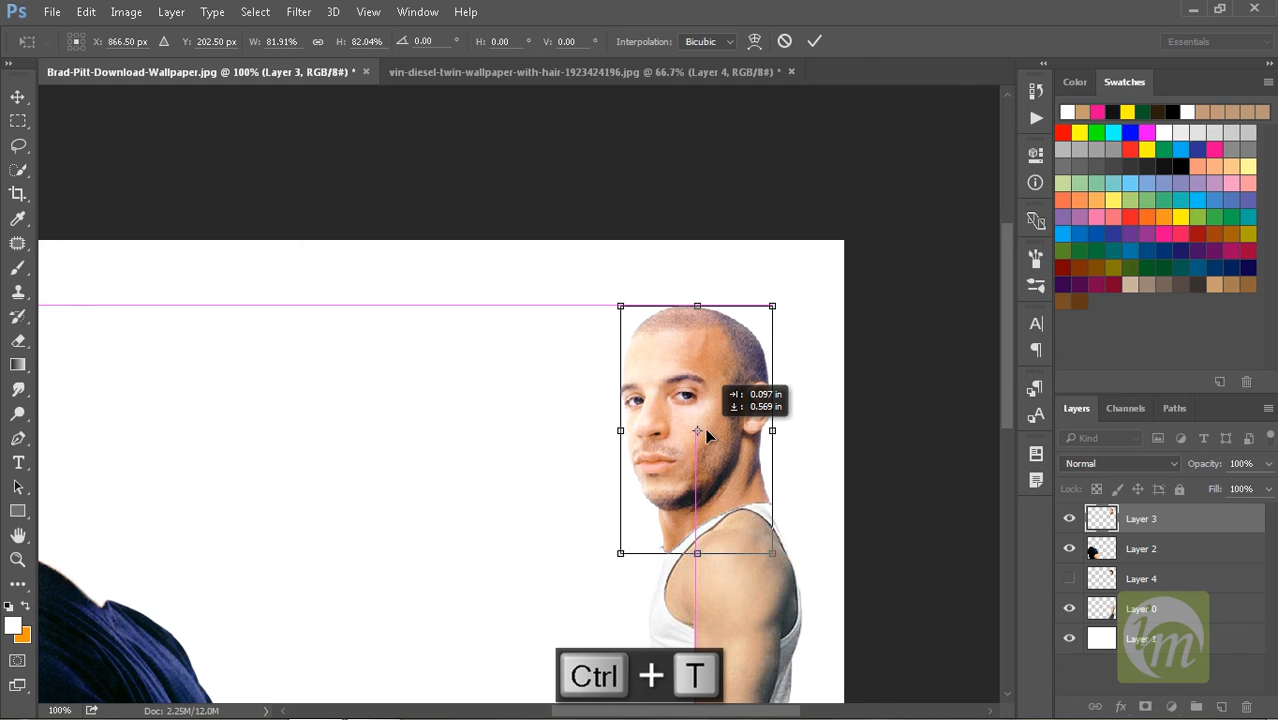 Ps File Edit Image Layer Type Select Filter 3D View Window Help
X: 866.50 px Y: 202.50 px W: 81.91% H: 82.04% 0.00 ° H: 0.00 ° V: 0.00 ° Interpolation: Bicubic Essentials
Brad-Pitt-Download-Wallpaper.jpg @ 100% (Layer 3, RGB/8#) * × vin-diesel-twin-wallpaper-with-hair-1923424196.jpg @ 66.7% (Layer 4, RGB/8#) * ×
Color Swatches
→|: 0.097 in
↓: 0.569 in
Layers Channels Paths
Kind
Normal Opacity: 100%
Lock: Fill: 100%
Layer 3
Layer 2
Layer 4
Layer 0
Layer 1
lm
Ctrl + T
100% Doc: 2.25M/12.0M